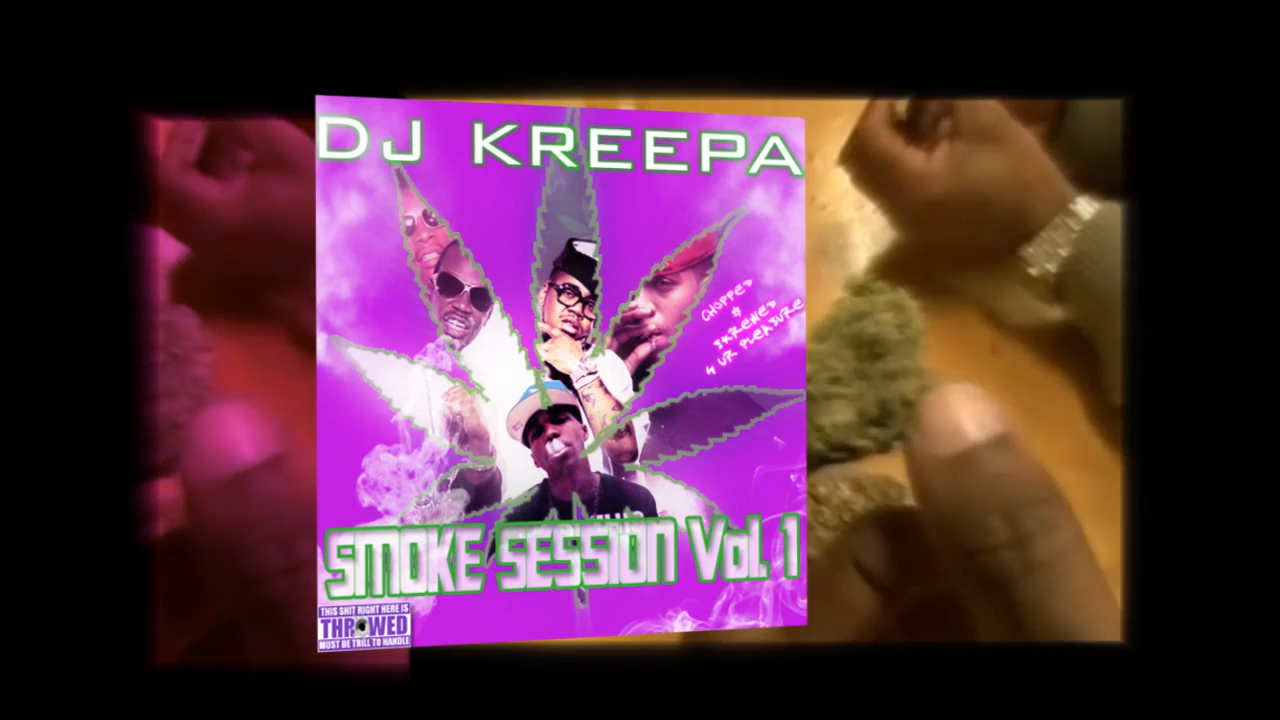 DJ KREEPA
CHOPPED
&
SKREWED
4 UR PLEASURE
SMOKE SESSION Vol. 1
THIS SHIT RIGHT HERE IS
THROWED
MUST BE TRILL TO HANDLE